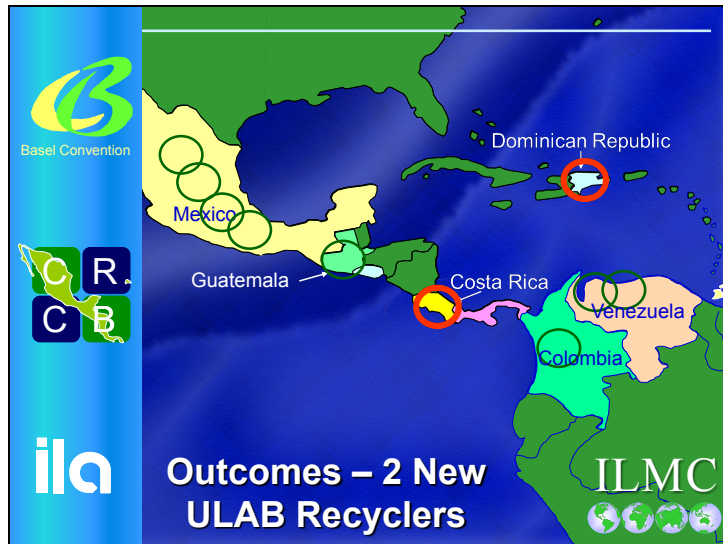 Basel Convention
C R
C B
ila
Dominican Republic
Mexico
Guatemala
Costa Rica
Venezuela
Colombia
Outcomes – 2 New
ULAB Recyclers
ILMC